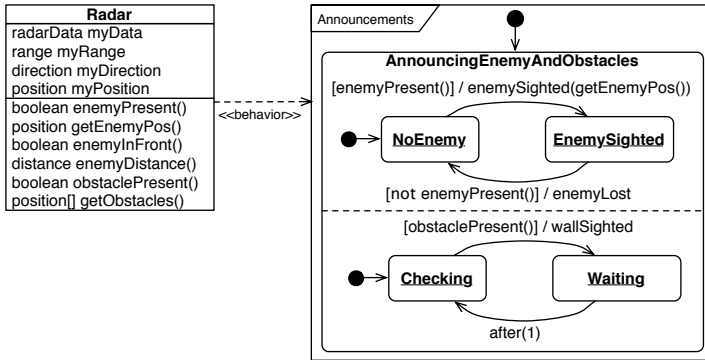 Radar
radarData myData
range myRange
direction myDirection
position myPosition
boolean enemyPresent()
position getEnemyPos()
boolean enemyInFront()
distance enemyDistance()
boolean obstaclePresent()
position[] getObstacles()
<<behavior>>
Announcements
AnnouncingEnemyAndObstacles
[enemyPresent()] / enemySighted(getEnemyPos())
NoEnemy
EnemySighted
[not enemyPresent()] / enemyLost
[obstaclePresent()] / wallSighted
Checking
Waiting
after(1)